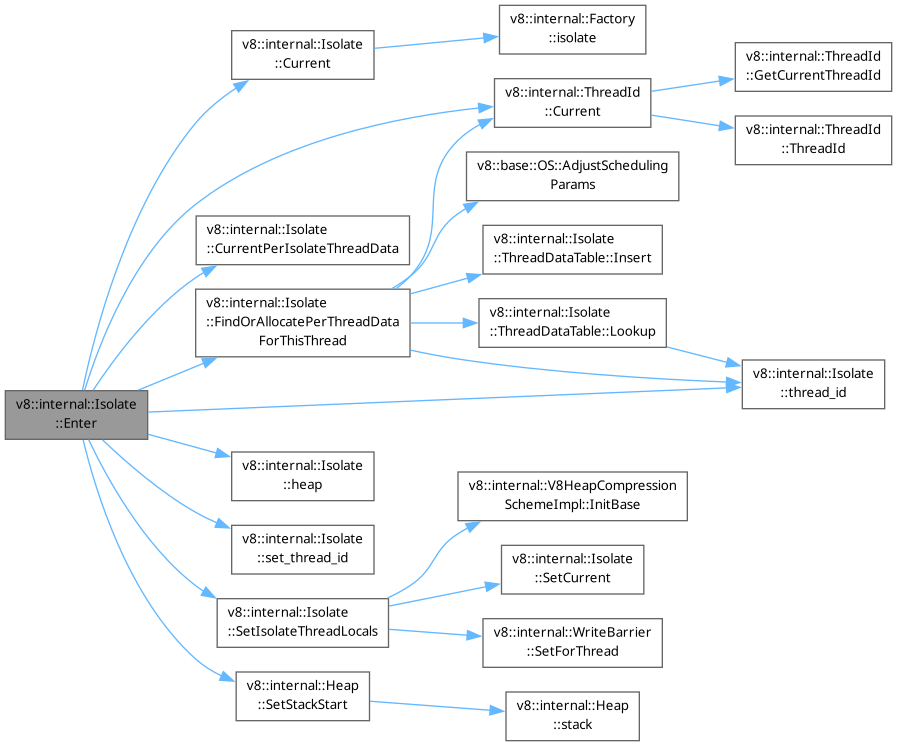 v8::internal::Isolate
::Enter
v8::internal::Isolate
::Current
v8::internal::Factory
::isolate
v8::internal::ThreadId
::Current
v8::internal::ThreadId
::GetCurrentThreadId
v8::internal::ThreadId
::ThreadId
v8::internal::Isolate
::CurrentPerIsolateThreadData
v8::internal::Isolate
::FindOrAllocatePerThreadData
ForThisThread
v8::base::OS::AdjustScheduling
Params
v8::internal::Isolate
::ThreadDataTable::Insert
v8::internal::Isolate
::ThreadDataTable::Lookup
v8::internal::Isolate
::thread_id
v8::internal::Isolate
::heap
v8::internal::Isolate
::set_thread_id
v8::internal::Isolate
::SetIsolateThreadLocals
v8::internal::V8HeapCompression
SchemeImpl::InitBase
v8::internal::Isolate
::SetCurrent
v8::internal::WriteBarrier
::SetForThread
v8::internal::Heap
::SetStackStart
v8::internal::Heap
::stack